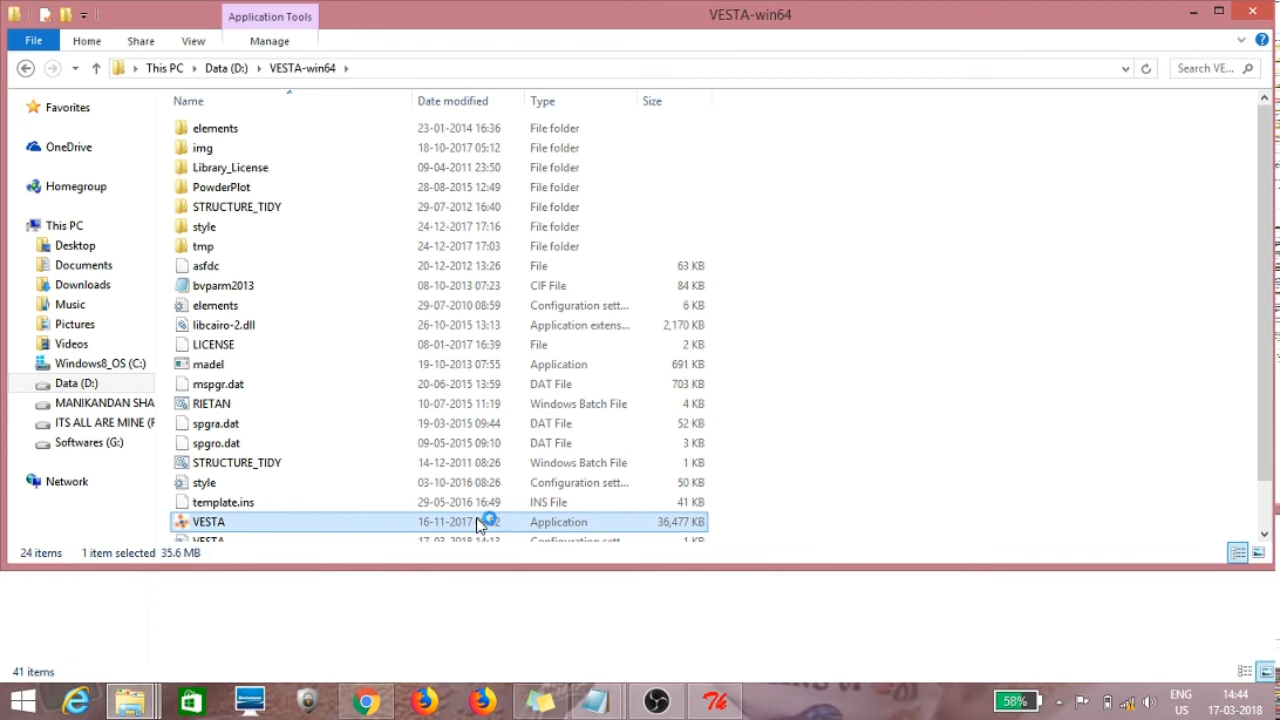 Application Tools
VESTA-win64
File Home Share View Manage
This PC Data (D:) VESTA-win64
Search VE...
Name Date modified Type Size
Favorites
OneDrive
Homegroup
This PC
Desktop
Documents
Downloads
Music
Pictures
Videos
Windows8_OS (C:)
Data (D:)
MANIKANDAN SHA
ITS ALL ARE MINE (F
Softwares (G:)
Network
elements 23-01-2014 16:36 File folder
img 18-10-2017 05:12 File folder
Library_License 09-04-2011 23:50 File folder
PowderPlot 28-08-2015 12:49 File folder
STRUCTURE_TIDY 29-07-2012 16:40 File folder
style 24-12-2017 17:16 File folder
tmp 24-12-2017 17:03 File folder
asfdc 20-12-2012 13:26 File 63 KB
bvparm2013 08-10-2013 07:23 CIF File 84 KB
elements 29-07-2010 08:59 Configuration sett... 6 KB
libcairo-2.dll 26-10-2015 13:13 Application extens... 2,170 KB
LICENSE 08-01-2017 16:39 File 2 KB
madel 19-10-2013 07:55 Application 691 KB
mspgr.dat 20-06-2015 13:59 DAT File 703 KB
RIETAN 10-07-2015 11:19 Windows Batch File 4 KB
spgra.dat 19-03-2015 09:44 DAT File 52 KB
spgro.dat 09-05-2015 09:10 DAT File 3 KB
STRUCTURE_TIDY 14-12-2011 08:26 Windows Batch File 1 KB
style 03-10-2016 08:26 Configuration sett... 50 KB
template.ins 29-05-2016 16:49 INS File 41 KB
VESTA 16-11-2017 Application 36,477 KB
VESTA 17-03-2018 14:13 Configuration sett... 1 KB
24 items 1 item selected 35.6 MB
41 items
58% ENG 14:44
US 17-03-2018